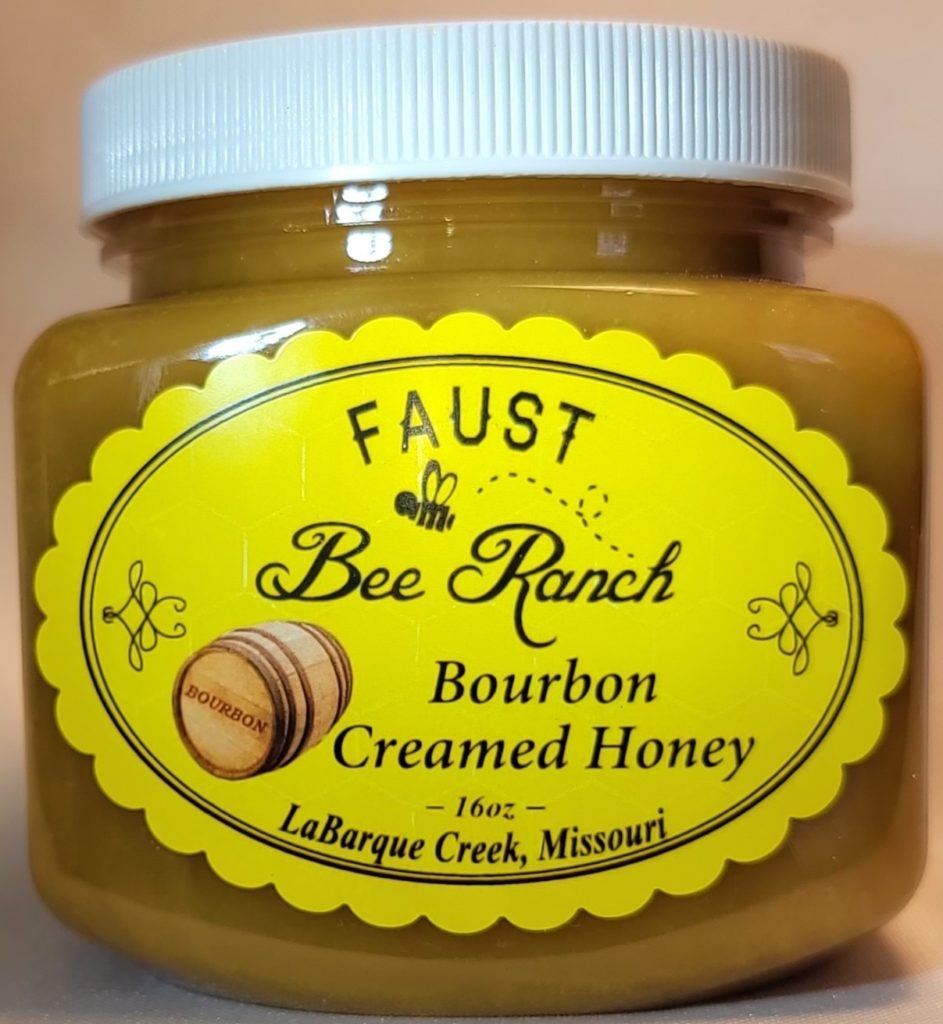 FAUST
Bee Ranch
BOURBON
Bourbon
Creamed Honey
– 16oz –
LaBarque Creek, Missouri